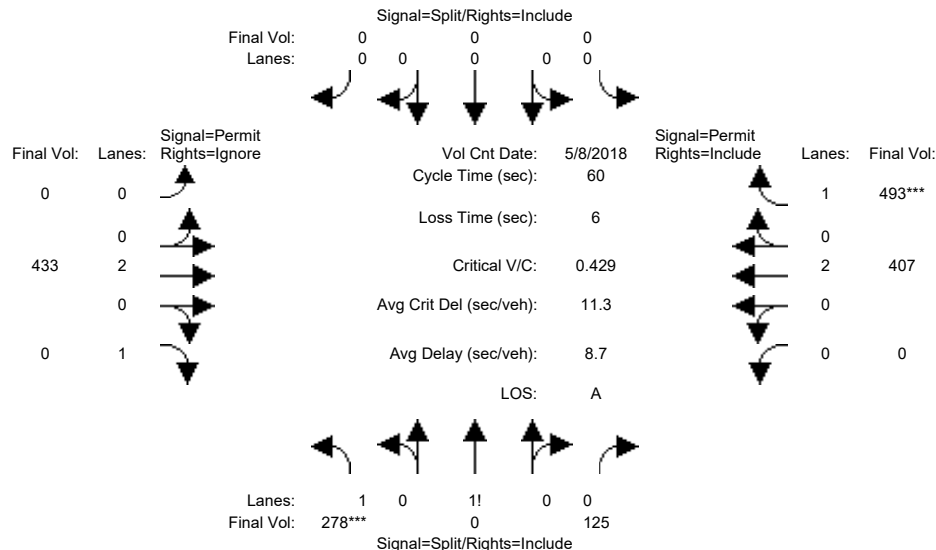 Signal=Split/Rights=Include
Final Vol: 0 0 0
Lanes: 0 0 0 0 0
Signal=Permit
Final Vol: Lanes: Rights=Ignore
Vol Cnt Date: 5/8/2018
Signal=Permit
Rights=Include Lanes: Final Vol:
Cycle Time (sec): 60
0 0
1 493***
Loss Time (sec): 6
0
0
433 2
Critical V/C: 0.429
2 407
0
Avg Crit Del (sec/veh): 11.3
0
0 1
Avg Delay (sec/veh): 8.7
0 0
LOS: A
Lanes: 1 0 1! 0 0
Final Vol: 278*** 0 125
Signal=Split/Rights=Include